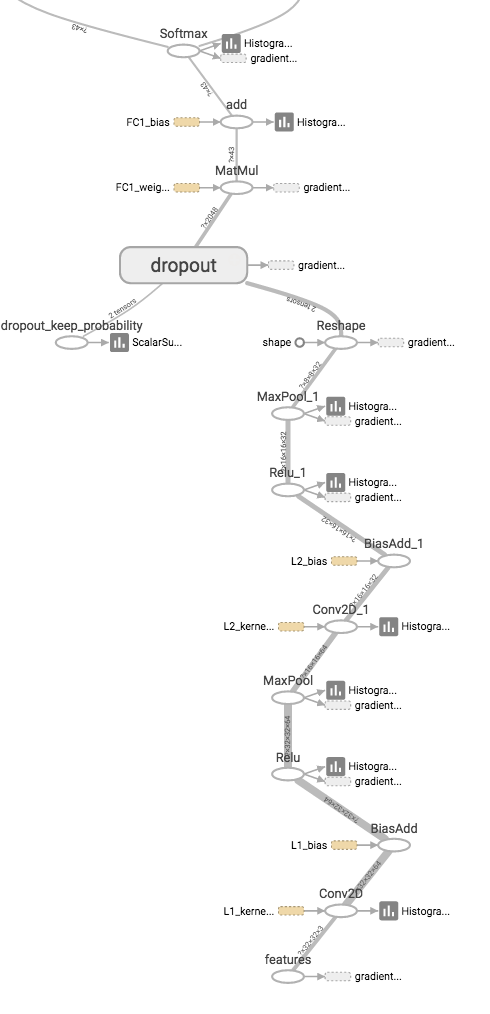 ?×43
Softmax
Histogra...
gradient...
?×43
add
FC1_bias
Histogra...
?×43
MatMul
FC1_weig...
gradient...
?×2048
dropout
gradient...
2 tensors
2 tensors
dropout_keep_probability
ScalarSu...
Reshape
shape
gradient...
?×8×8×32
MaxPool_1
Histogra...
gradient...
?×16×16×32
Relu_1
Histogra...
gradient...
?×16×16×32
BiasAdd_1
L2_bias
?×16×16×32
Conv2D_1
L2_kerne...
Histogra...
?×16×16×64
MaxPool
Histogra...
gradient...
?×32×32×64
Relu
Histogra...
gradient...
?×32×32×64
BiasAdd
L1_bias
?×32×32×64
Conv2D
L1_kerne...
Histogra...
?×32×32×3
features
gradient...